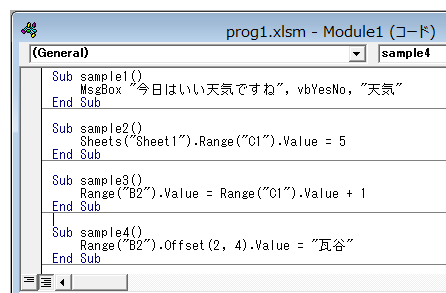 prog1.xlsm - Module1 (コード)
(General)
sample4
Sub sample1()
MsgBox "今日はいい天気ですね", vbYesNo, "天気"
End Sub
Sub sample2()
Sheets("Sheet1").Range("C1").Value = 5
End Sub
Sub sample3()
Range("B2").Value = Range("C1").Value + 1
End Sub
Sub sample4()
Range("B2").Offset(2, 4).Value = "瓦谷"
End Sub